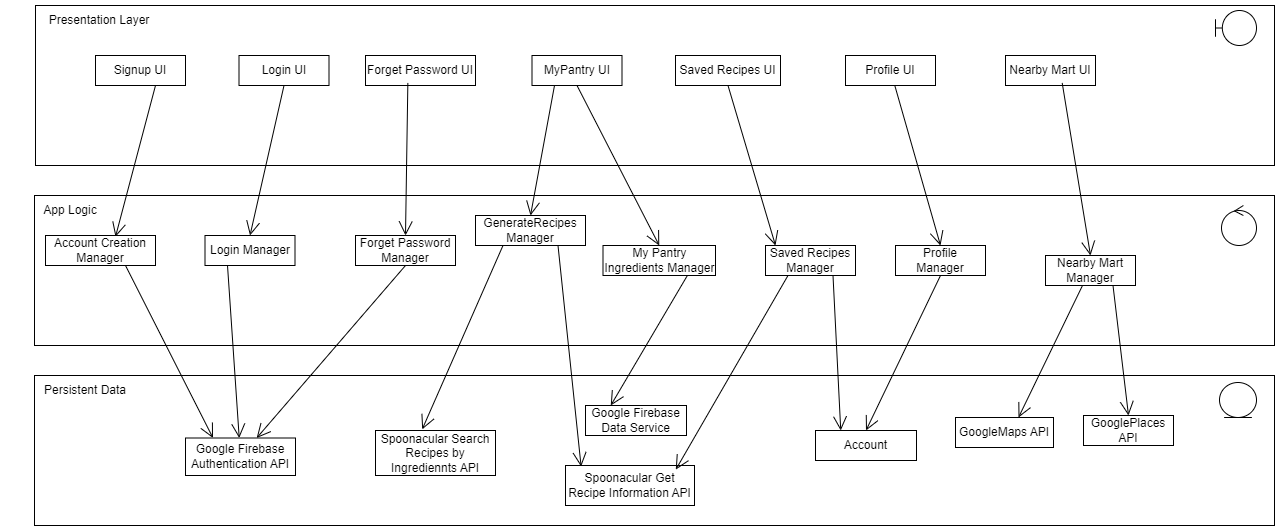 Presentation Layer
Signup UI
Login UI
Forget Password UI
MyPantry UI
Saved Recipes UI
Profile UI
Nearby Mart UI
App Logic
Account Creation
Manager
Login Manager
Forget Password
Manager
GenerateRecipes
Manager
My Pantry
Ingredients Manager
Saved Recipes
Manager
Profile
Manager
Nearby Mart
Manager
Persistent Data
Google Firebase
Authentication API
Spoonacular Search
Recipes by
Ingrediennts API
Google Firebase
Data Service
Spoonacular Get
Recipe Information API
Account
GoogleMaps API
GooglePlaces
API